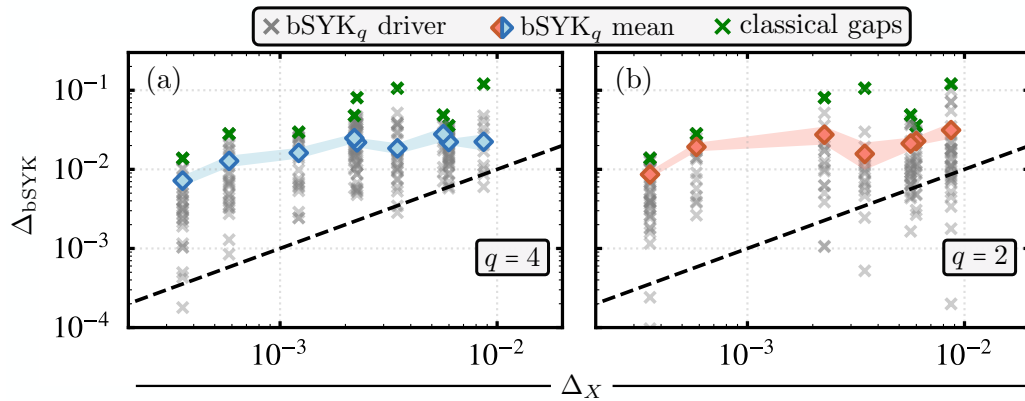 bSYK_q driver bSYK_q mean classical gaps
(a) (b)
10^{-1}
10^{-2}
10^{-3}
10^{-4}
Δ_bSYK
q = 4 q = 2
10^{-3} 10^{-2} 10^{-3} 10^{-2}
Δ_X